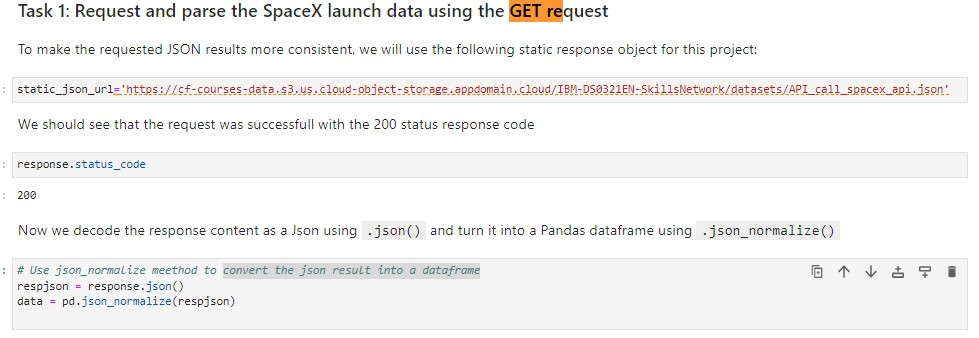 Task 1: Request and parse the SpaceX launch data using the GET request
To make the requested JSON results more consistent, we will use the following static response object for this project:
: static_json_url='https://cf-courses-data.s3.us.cloud-object-storage.appdomain.cloud/IBM-DS0321EN-SkillsNetwork/datasets/API_call_spacex_api.json'
We should see that the request was successfull with the 200 status response code
: response.status_code
: 200
Now we decode the response content as a Json using .json() and turn it into a Pandas dataframe using .json_normalize()
: # Use json_normalize meethod to convert the json result into a dataframe
respjson = response.json()
data = pd.json_normalize(respjson)